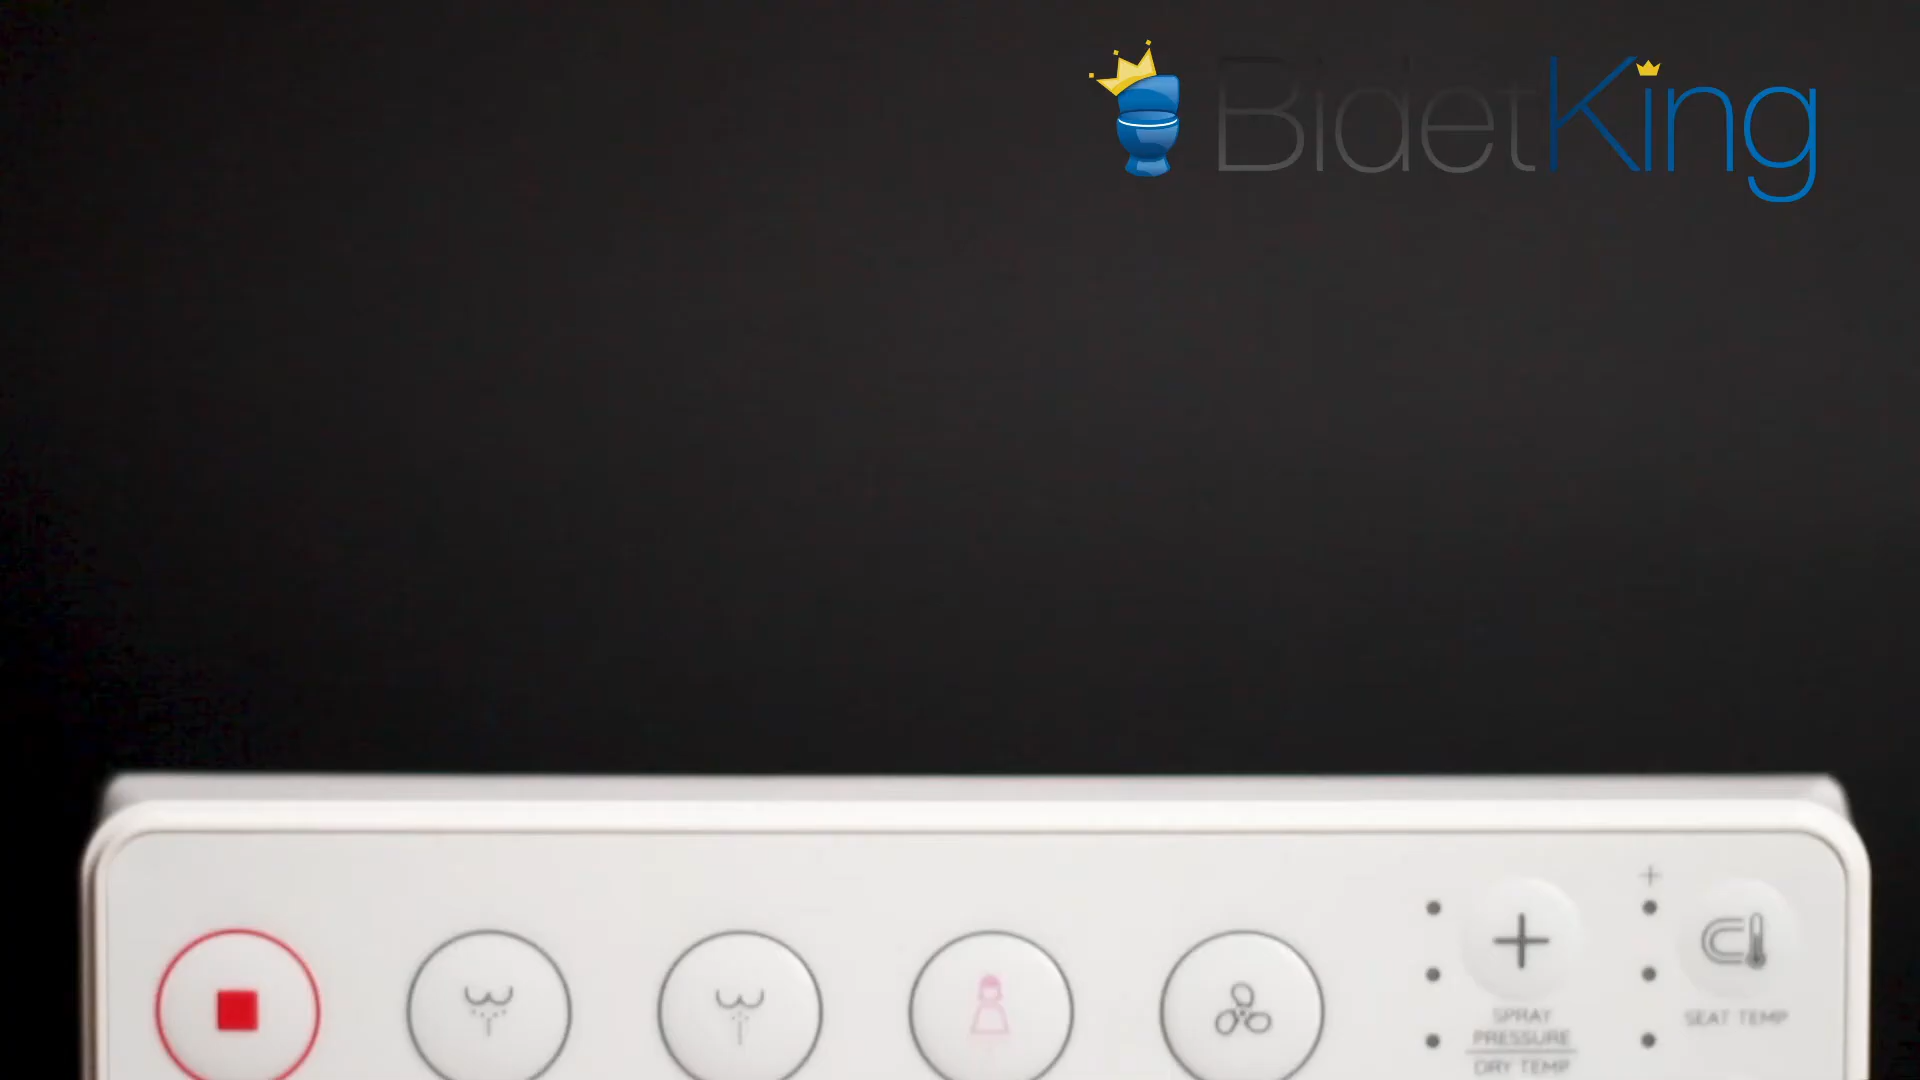 BidetKing
SPRAY
PRESSURE
DRY TEMP
+
SEAT TEMP